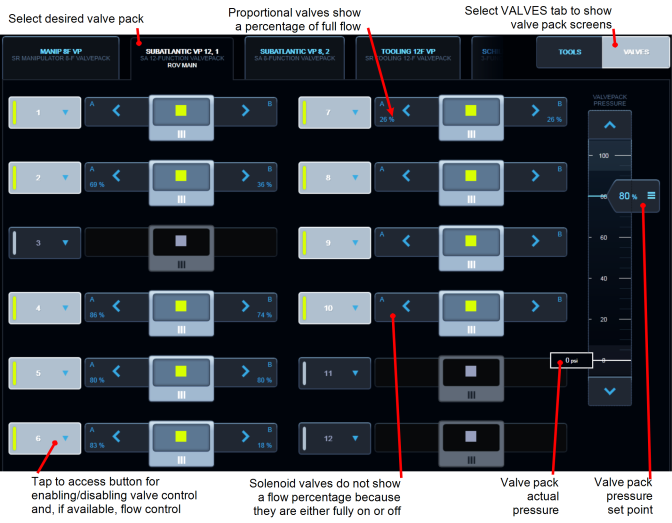 Select desired valve pack
Proportional valves show
a percentage of full flow
Select VALVES tab to show
valve pack screens
MANIP 8F VP
SR MANIPULATOR 8-F VALVEPACK
SUBATLANTIC VP 12, 1
SA 12-FUNCTION VALVEPACK
ROV MAIN
SUBATLANTIC VP 8, 2
SA 8-FUNCTION VALVEPACK
TOOLING 12F VP
SR TOOLING 12-F VALVEPACK
TOOLS
VALVES
1
A
B
7
A
26 %
B
26 %
VALVEPACK
PRESSURE
2
A
69 %
B
36 %
8
A
B
3
9
A
B
4
A
86 %
B
74 %
10
A
B
5
A
80 %
B
80 %
11
6
A
83 %
B
18 %
12
100
80 %
60
40
20
0
0 psi
Tap to access button for
enabling/disabling valve control
and, if available, flow control
Solenoid valves do not show
a flow percentage because
they are either fully on or off
Valve pack
actual
pressure
Valve pack
pressure
set point